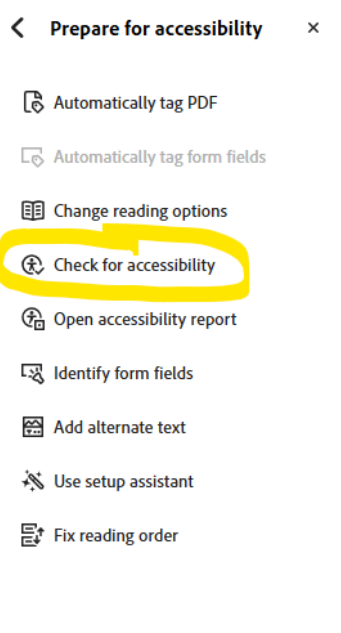 Prepare for accessibility
Automatically tag PDF
Automatically tag form fields
Change reading options
Check for accessibility
Open accessibility report
Identify form fields
Add alternate text
Use setup assistant
Fix reading order